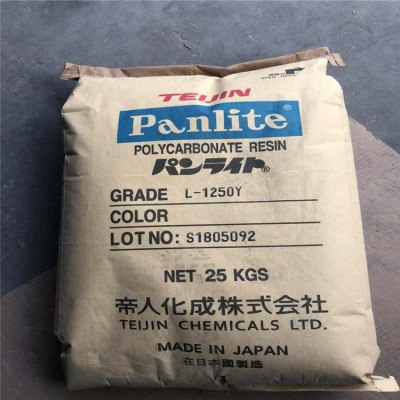 TEIJIN
Panlite®
POLYCARBONATE RESIN
パンライト®
GRADE L-1250Y
COLOR
LOT NO: S1805092
NET 25 KGS
帝人化成株式会社
TEIJIN CHEMICALS LTD.
MADE IN JAPAN
在日本國製造